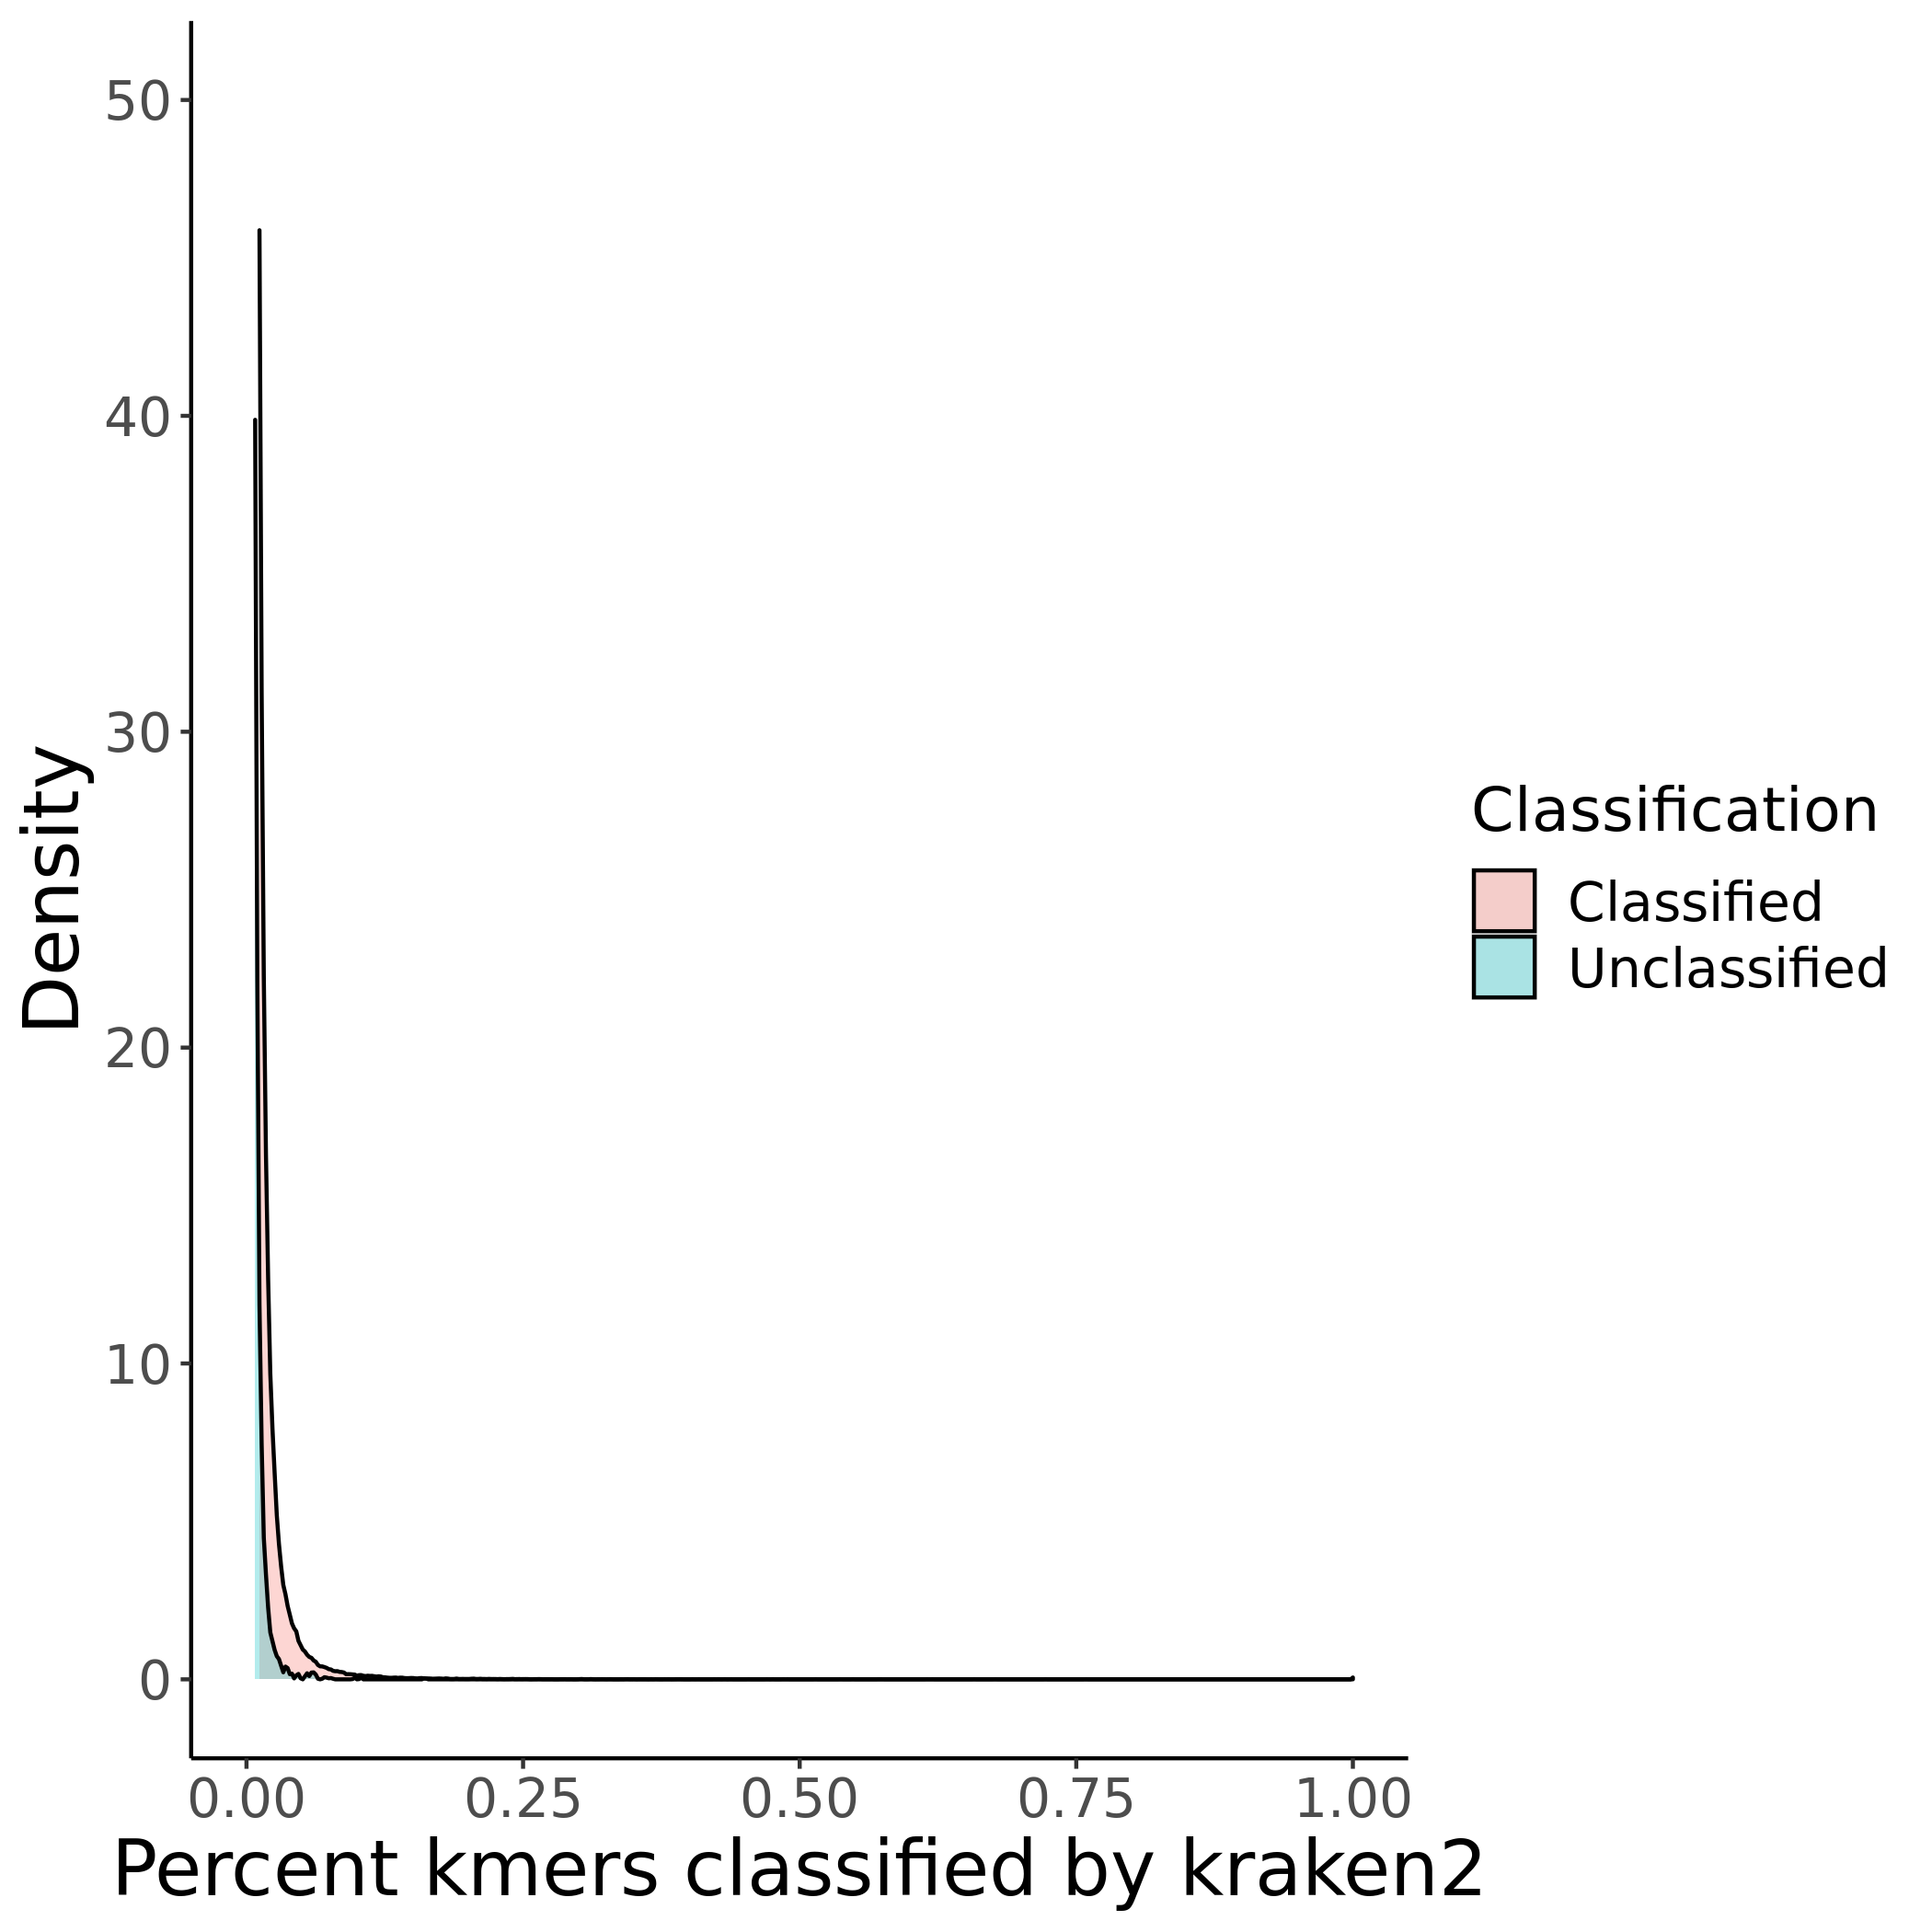 Density
50
40
30
20
10
0
0.00 0.25 0.50 0.75 1.00
Percent kmers classified by kraken2
Classification
Classified
Unclassified